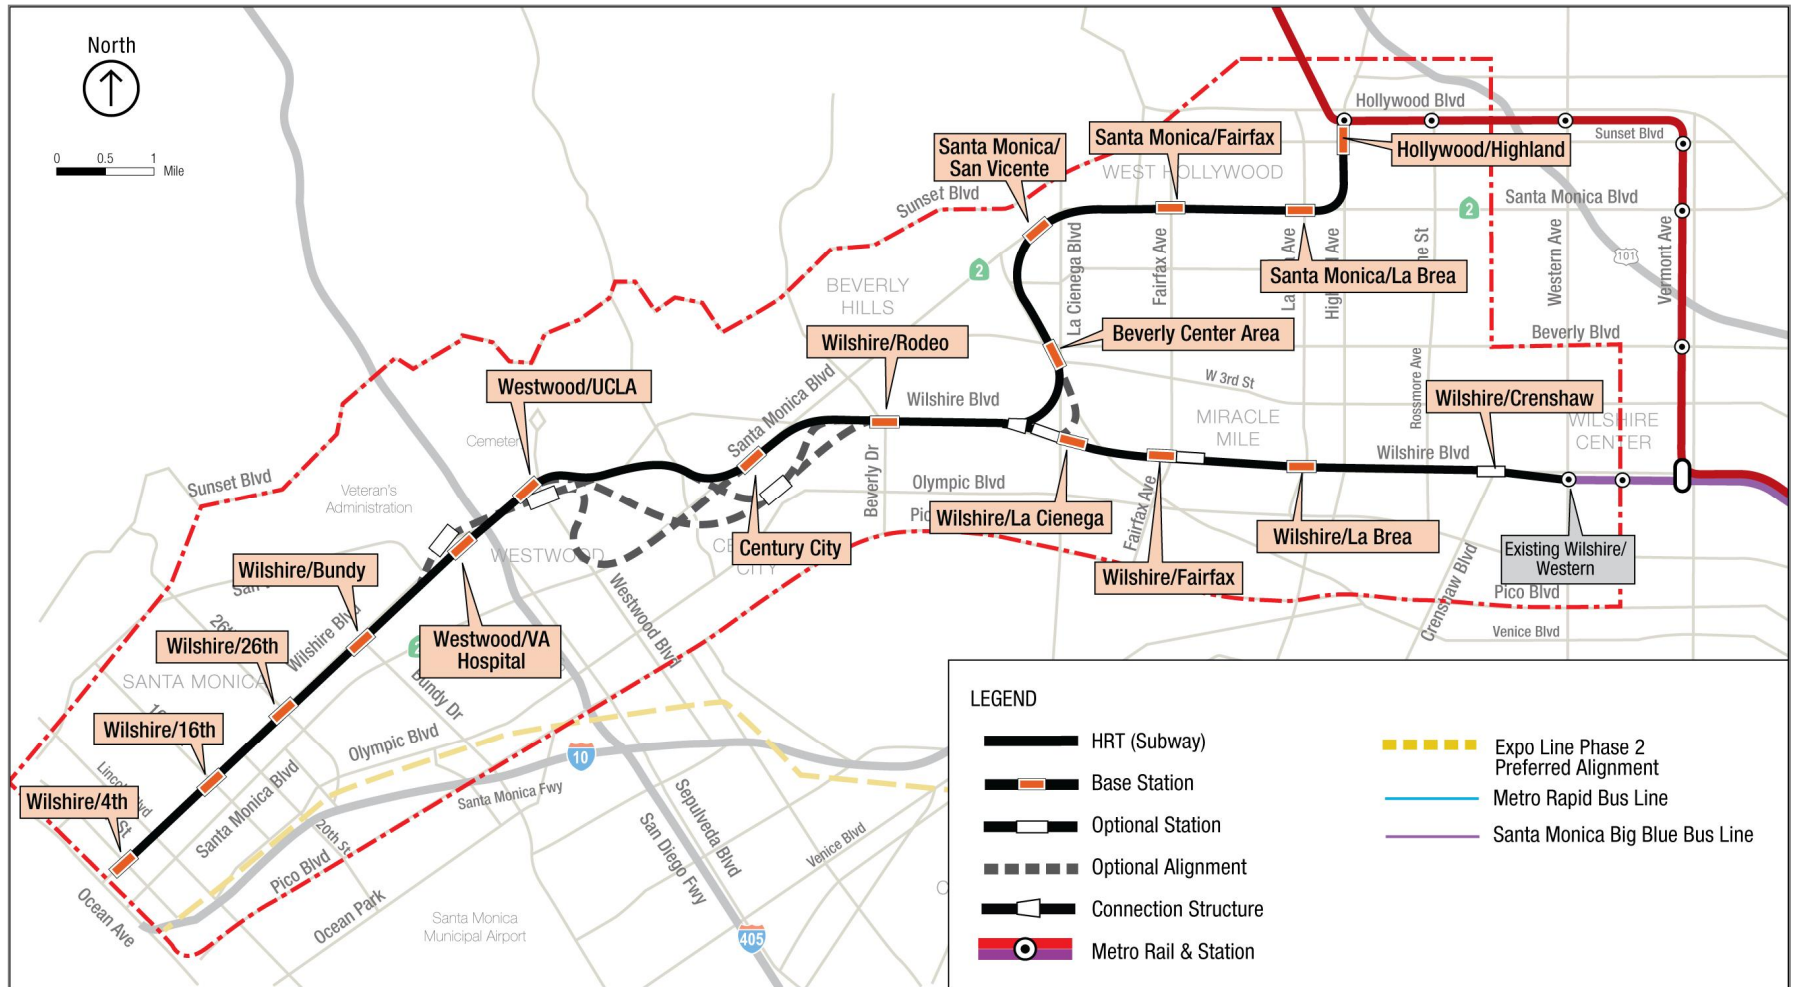 North
0
0.5
1
Mile
Hollywood Blvd
Sunset Blvd
Santa Monica/Fairfax
Hollywood/Highland
Santa Monica/
San Vicente
WEST HOLLYWOOD
Sunset Blvd
2
Santa Monica Blvd
La Cienega Blvd
Fairfax Ave
Western Ave
Vermont Ave
101
2
Santa Monica/La Brea
BEVERLY
HILLS
Beverly Center Area
Beverly Blvd
Wilshire/Rodeo
W 3rd St
Rossmore Ave
Westwood/UCLA
Santa Monica Blvd
Wilshire Blvd
Wilshire/Crenshaw
MIRACLE
MILE
WILSHIRE
CENTER
Wilshire Blvd
Beverly Dr
Sunset Blvd
Veteran's
Administration
Olympic Blvd
Wilshire/La Cienega
Fairfax Ave
Wilshire/La Brea
Existing Wilshire/
Western
WESTWOOD
Century City
Wilshire/Fairfax
Wilshire/Bundy
Crenshaw Blvd
Pico Blvd
Venice Blvd
Westwood Blvd
Wilshire Blvd
Wilshire/26th
Westwood/VA
Hospital
SANTA MONICA
Bundy Dr
Wilshire/16th
Olympic Blvd
10
Santa Monica Fwy
Wilshire/4th
St
Santa Monica Blvd
20th St
Pico Blvd
Ocean Ave
Ocean Park
Sepulveda Blvd
San Diego Fwy
Venice Blvd
Santa Monica
Municipal Airport
405
LEGEND
HRT (Subway)
Base Station
Optional Station
Optional Alignment
Connection Structure
Metro Rail & Station
Expo Line Phase 2
Preferred Alignment
Metro Rapid Bus Line
Santa Monica Big Blue Bus Line